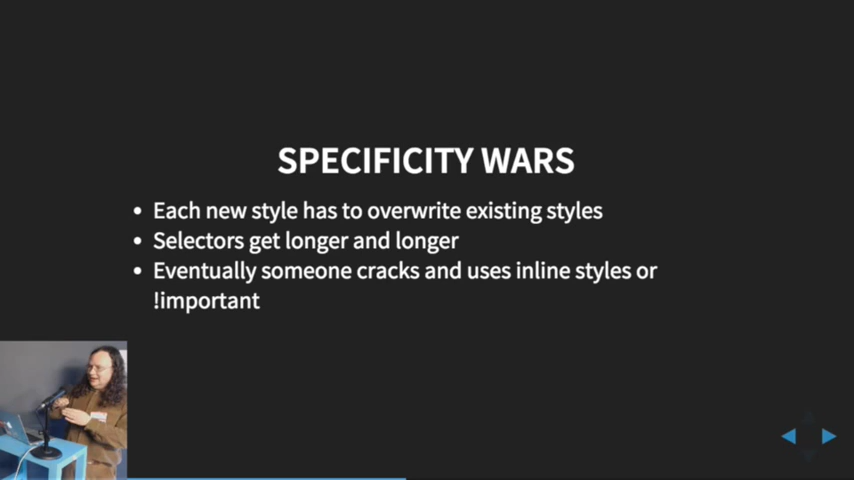 SPECIFICITY WARS
• Each new style has to overwrite existing styles
• Selectors get longer and longer
• Eventually someone cracks and uses inline styles or
!important